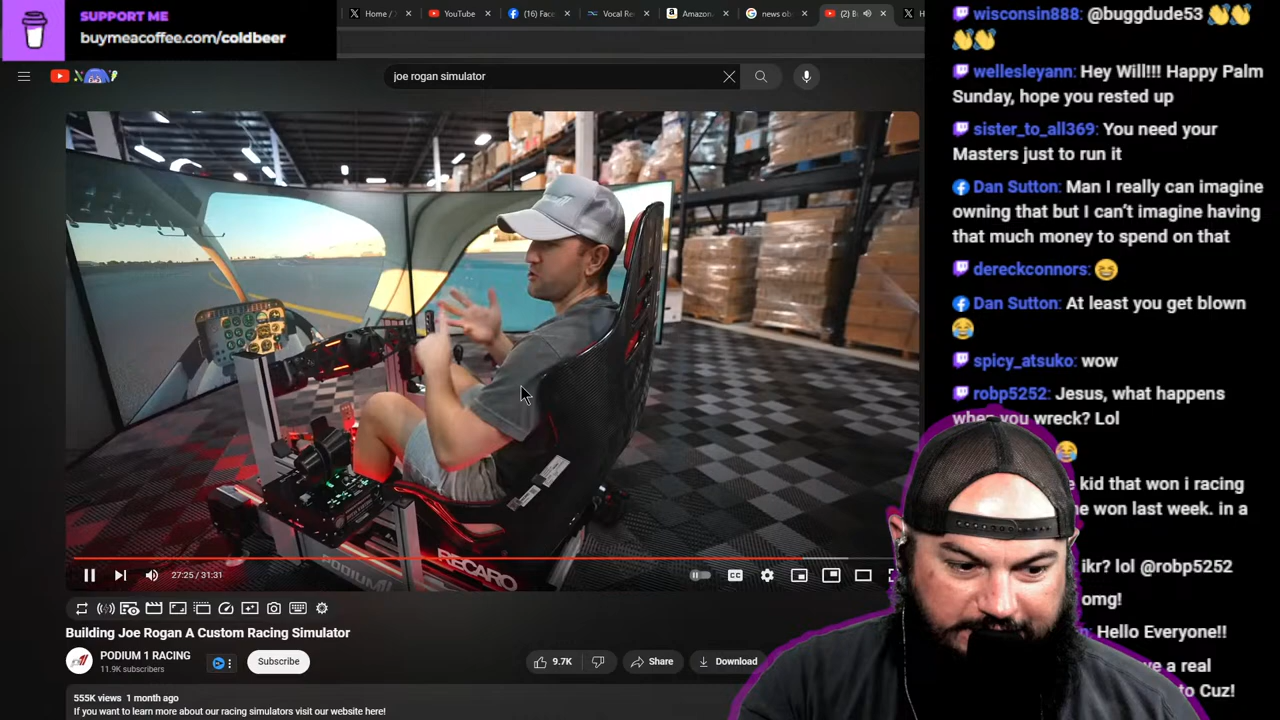 SUPPORT ME
buymeacoffee.com/coldbeer
Home /
YouTube
(16) Fac
Vocal Re
Amazon.
news ob
(2) B
H
joe rogan simulator
RECARO
PODIUM
27:25 / 31:31
CC
Building Joe Rogan A Custom Racing Simulator
PODIUM 1 RACING
11.9K subscribers
Subscribe
9.7K
Share
Download
555K views 1 month ago
If you want to learn more about our racing simulators visit our website here!
wisconsin888: @buggdude53
wellesleyann: Hey Will!!! Happy Palm
Sunday, hope you rested up
sister_to_all369: You need your
Masters just to run it
Dan Sutton: Man I really can imagine
owning that but I can’t imagine having
that much money to spend on that
dereckconnors:
Dan Sutton: At least you get blown
spicy_atsuko: wow
robp5252: Jesus, what happens
when you wreck? Lol
kid that won i racing
won last week. in a
ikr? lol @robp5252
omg!
Hello Everyone!!
a real
to Cuz!